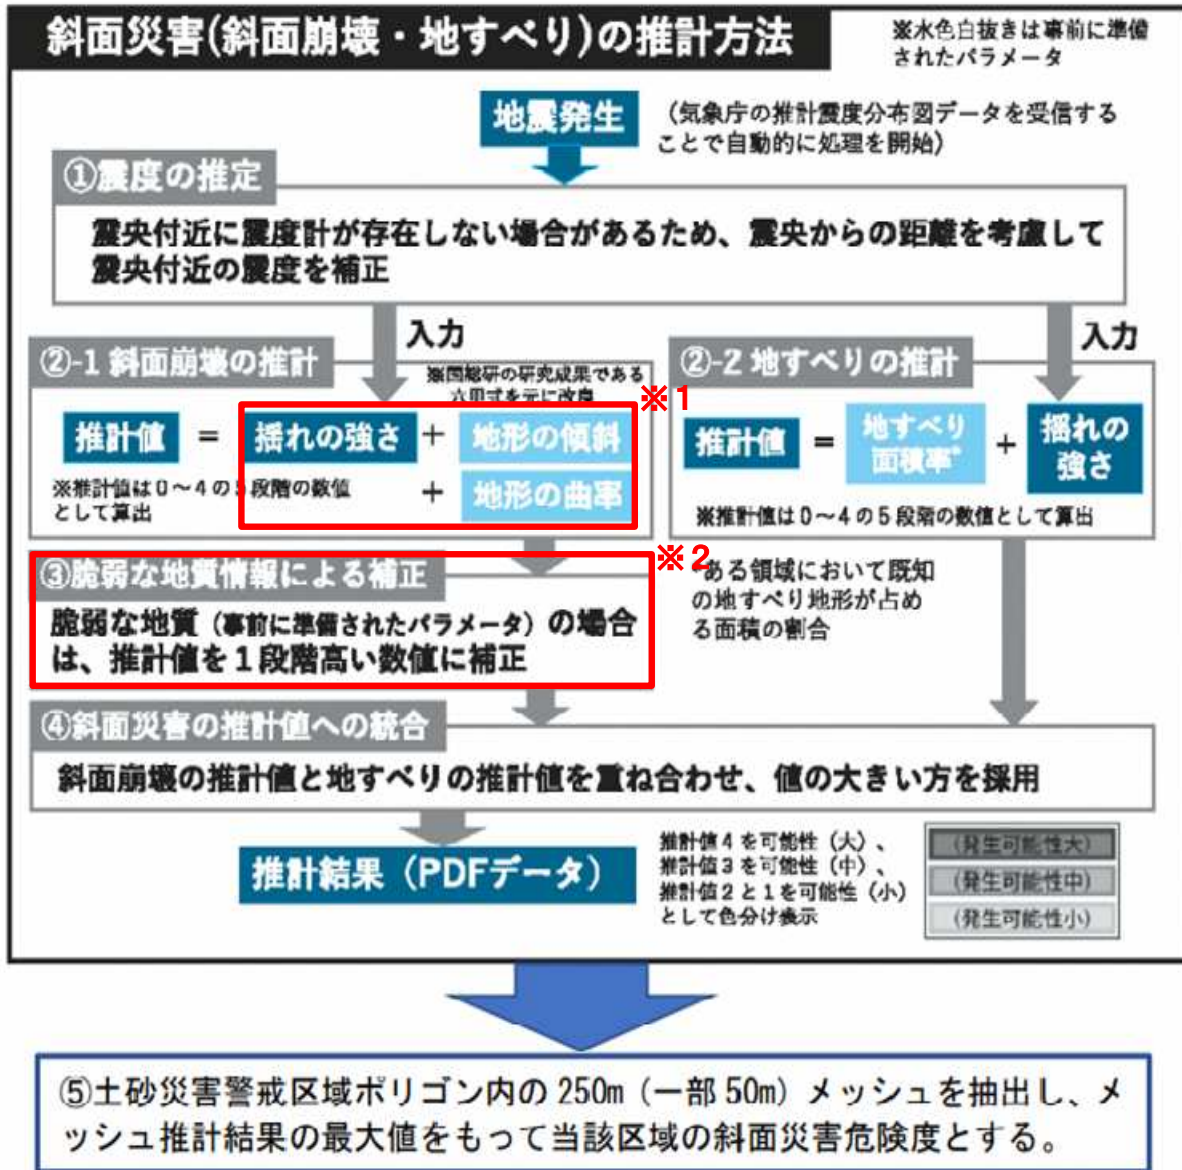 斜面災害(斜面崩壊・地すべり)の推計方法
※水色白抜きは事前に準備
されたパラメータ
地震発生
(気象庁の推計震度分布図データを受信する
ことで自動的に処理を開始)
①震度の推定
震央付近に震度計が存在しない場合があるため、震央からの距離を考慮して
震央付近の震度を補正
入力
入力
②-1 斜面崩壊の推計
※国総研の研究成果である
六甲式を元に改良
※1
推計値 = 揺れの強さ + 地形の傾斜
+ 地形の曲率
※推計値は0～4の5段階の数値
として算出
②-2 地すべりの推計
推計値 = 地すべり
面積率* + 揺れの
強さ
※推計値は0～4の5段階の数値として算出
*ある領域において既知
の地すべり地形が占め
る面積の割合
※2
③脆弱な地質情報による補正
脆弱な地質(事前に準備されたパラメータ)の場合
は、推計値を1段階高い数値に補正
④斜面災害の推計値への統合
斜面崩壊の推計値と地すべりの推計値を重ね合わせ、値の大きい方を採用
推計結果(PDFデータ)
推計値4を可能性(大)、
推計値3を可能性(中)、
推計値2と1を可能性(小)
として色分け表示
(発生可能性大)
(発生可能性中)
(発生可能性小)
⑤土砂災害警戒区域ポリゴン内の 250m(一部 50m)メッシュを抽出し、メ
ッシュ推計結果の最大値をもって当該区域の斜面災害危険度とする。